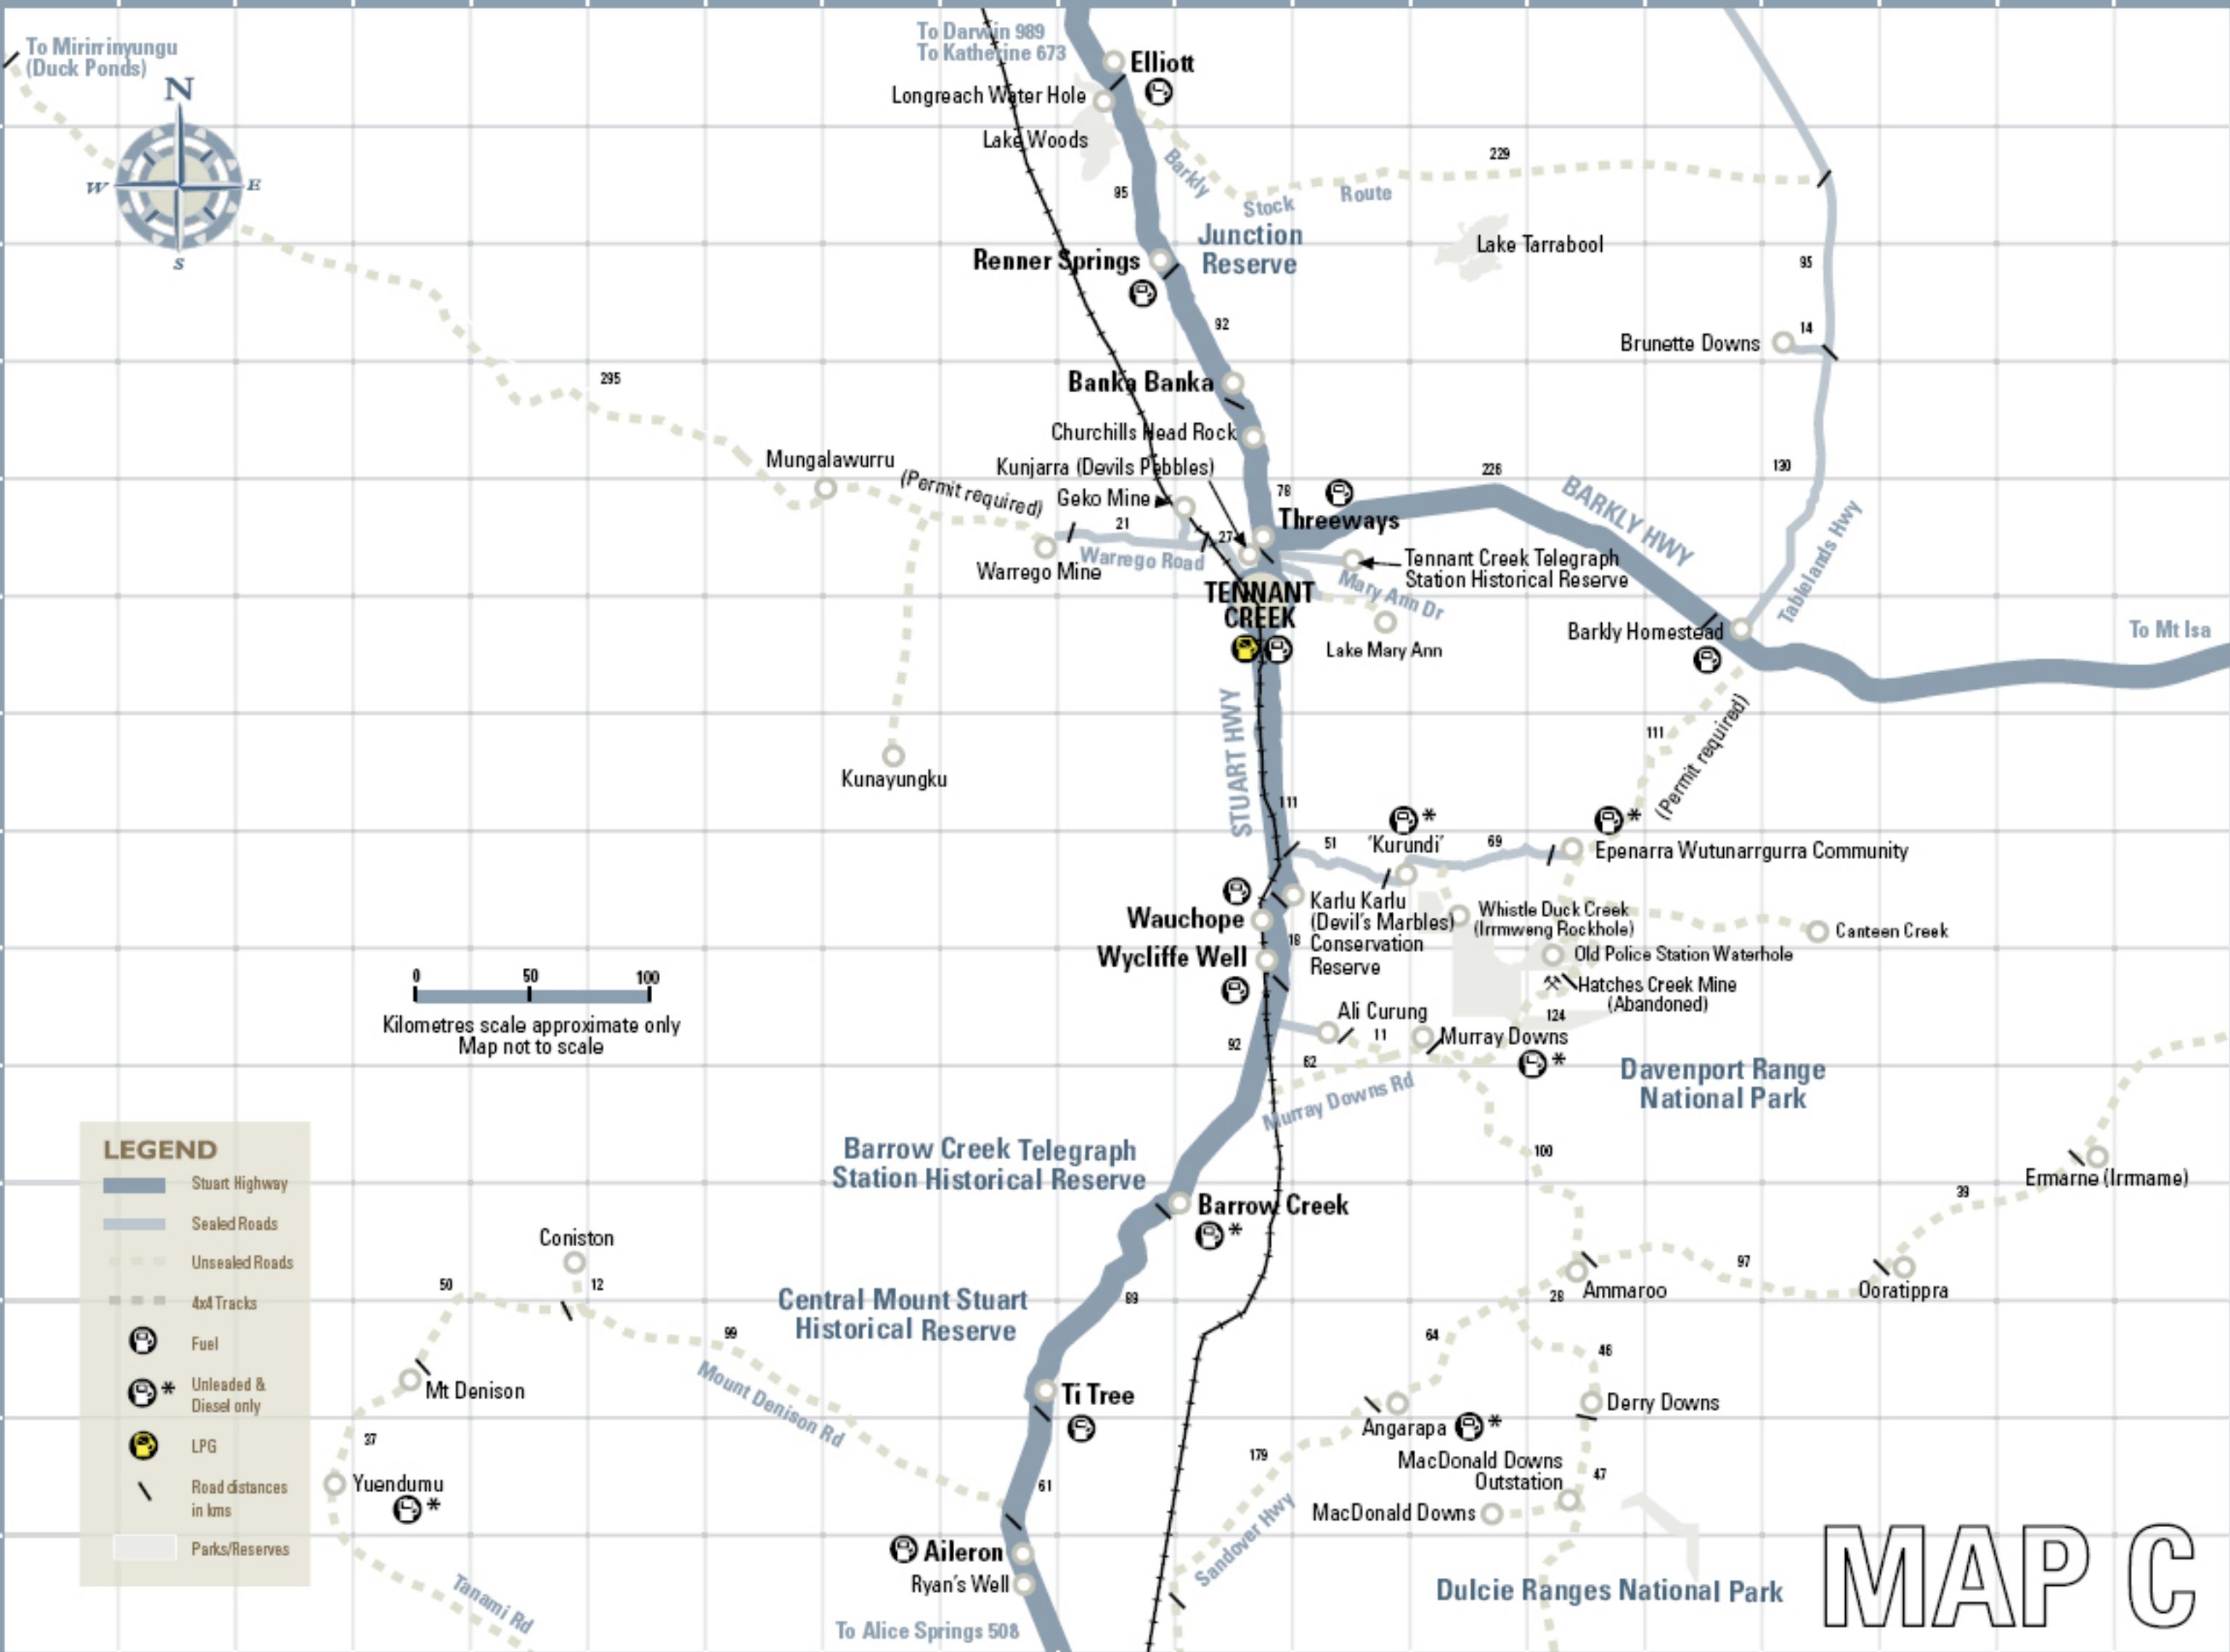 To Mirirrinyungu
(Duck Ponds)
N
W
E
S
To Darwin 989
To Katherine 673
Elliott
Longreach Water Hole
Lake Woods
Barkly
Stock
Route
229
95
Junction
Reserve
Renner Springs
Lake Tarrabool
95
92
Brunette Downs
14
Banka Banka
295
Churchills Head Rock
Kunjarra (Devils Pebbles)
Mungalawurru
(Permit required)
Geko Mine
78
226
BARKLY HWY
130
Tablelands Hwy
21
27
Threeways
Warrego Road
Warrego Mine
Tennant Creek Telegraph
Station Historical Reserve
Mary Ann Dr
TENNANT
CREEK
Lake Mary Ann
Barkly Homestead
To Mt Isa
STUART HWY
111
(Permit required)
Kunayungku
111
51
*
'Kurundi'
69
*
Epenarra Wutunarrgurra Community
Wauchope
Karlu Karlu
(Devil's Marbles)
Conservation
Reserve
Whistle Duck Creek
(Irrmweng Rockhole)
Canteen Creek
18
Wycliffe Well
Old Police Station Waterhole
Hatches Creek Mine
(Abandoned)
0
50
100
Kilometres scale approximate only
Map not to scale
Ali Curung
11
Murray Downs
124
*
92
62
Murray Downs Rd
Davenport Range
National Park
100
Barrow Creek Telegraph
Station Historical Reserve
Barrow Creek
*
Ermarne (Irrmarne)
39
LEGEND
Stuart Highway
Sealed Roads
Unsealed Roads
4x4 Tracks
Fuel
*
Unleaded &
Diesel only
LPG
Road distances
in kms
Parks/Reserves
Coniston
50
12
99
Central Mount Stuart
Historical Reserve
89
Ammaroo
97
Ooratippra
28
64
46
Mt Denison
Mount Denison Rd
Ti Tree
Derry Downs
Angarapa
*
37
179
MacDonald Downs
Outstation
47
Yuendumu
*
61
MacDonald Downs
Sandover Hwy
Aileron
Ryan's Well
Tanami Rd
To Alice Springs 508
Dulcie Ranges National Park
MAP C